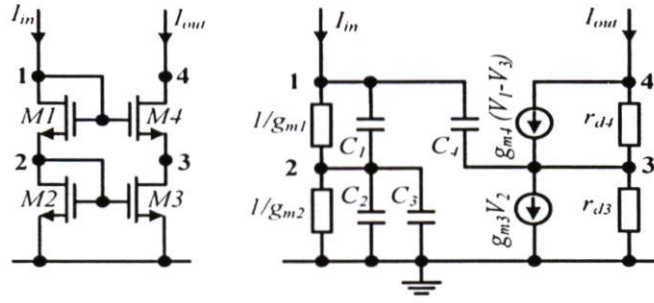 I_in I_out
1 4
M1 M4
2 3
M2 M3
I_in I_out
1 4
1/g_m1 C_1 C_4 g_m4 (V_1-V_3) r_d4
2 3
1/g_m2 C_2 C_3 g_m3V_2 r_d3